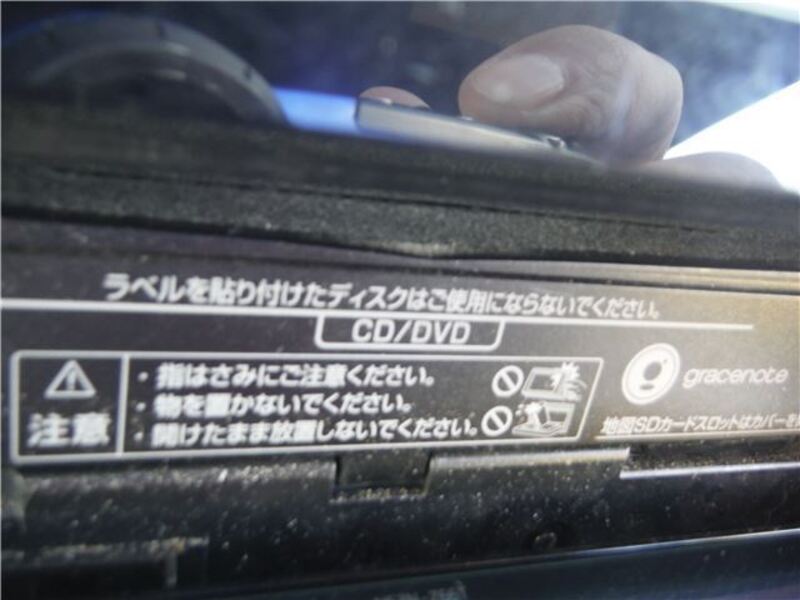 ラベルを貼り付けたディスクはご使用にならないでください。
CD/DVD
注意
・指はさみにご注意ください。
・物を置かないでください。
・開けたまま放置しないでください。
gracenote
地図SDカードスロットはカバーを